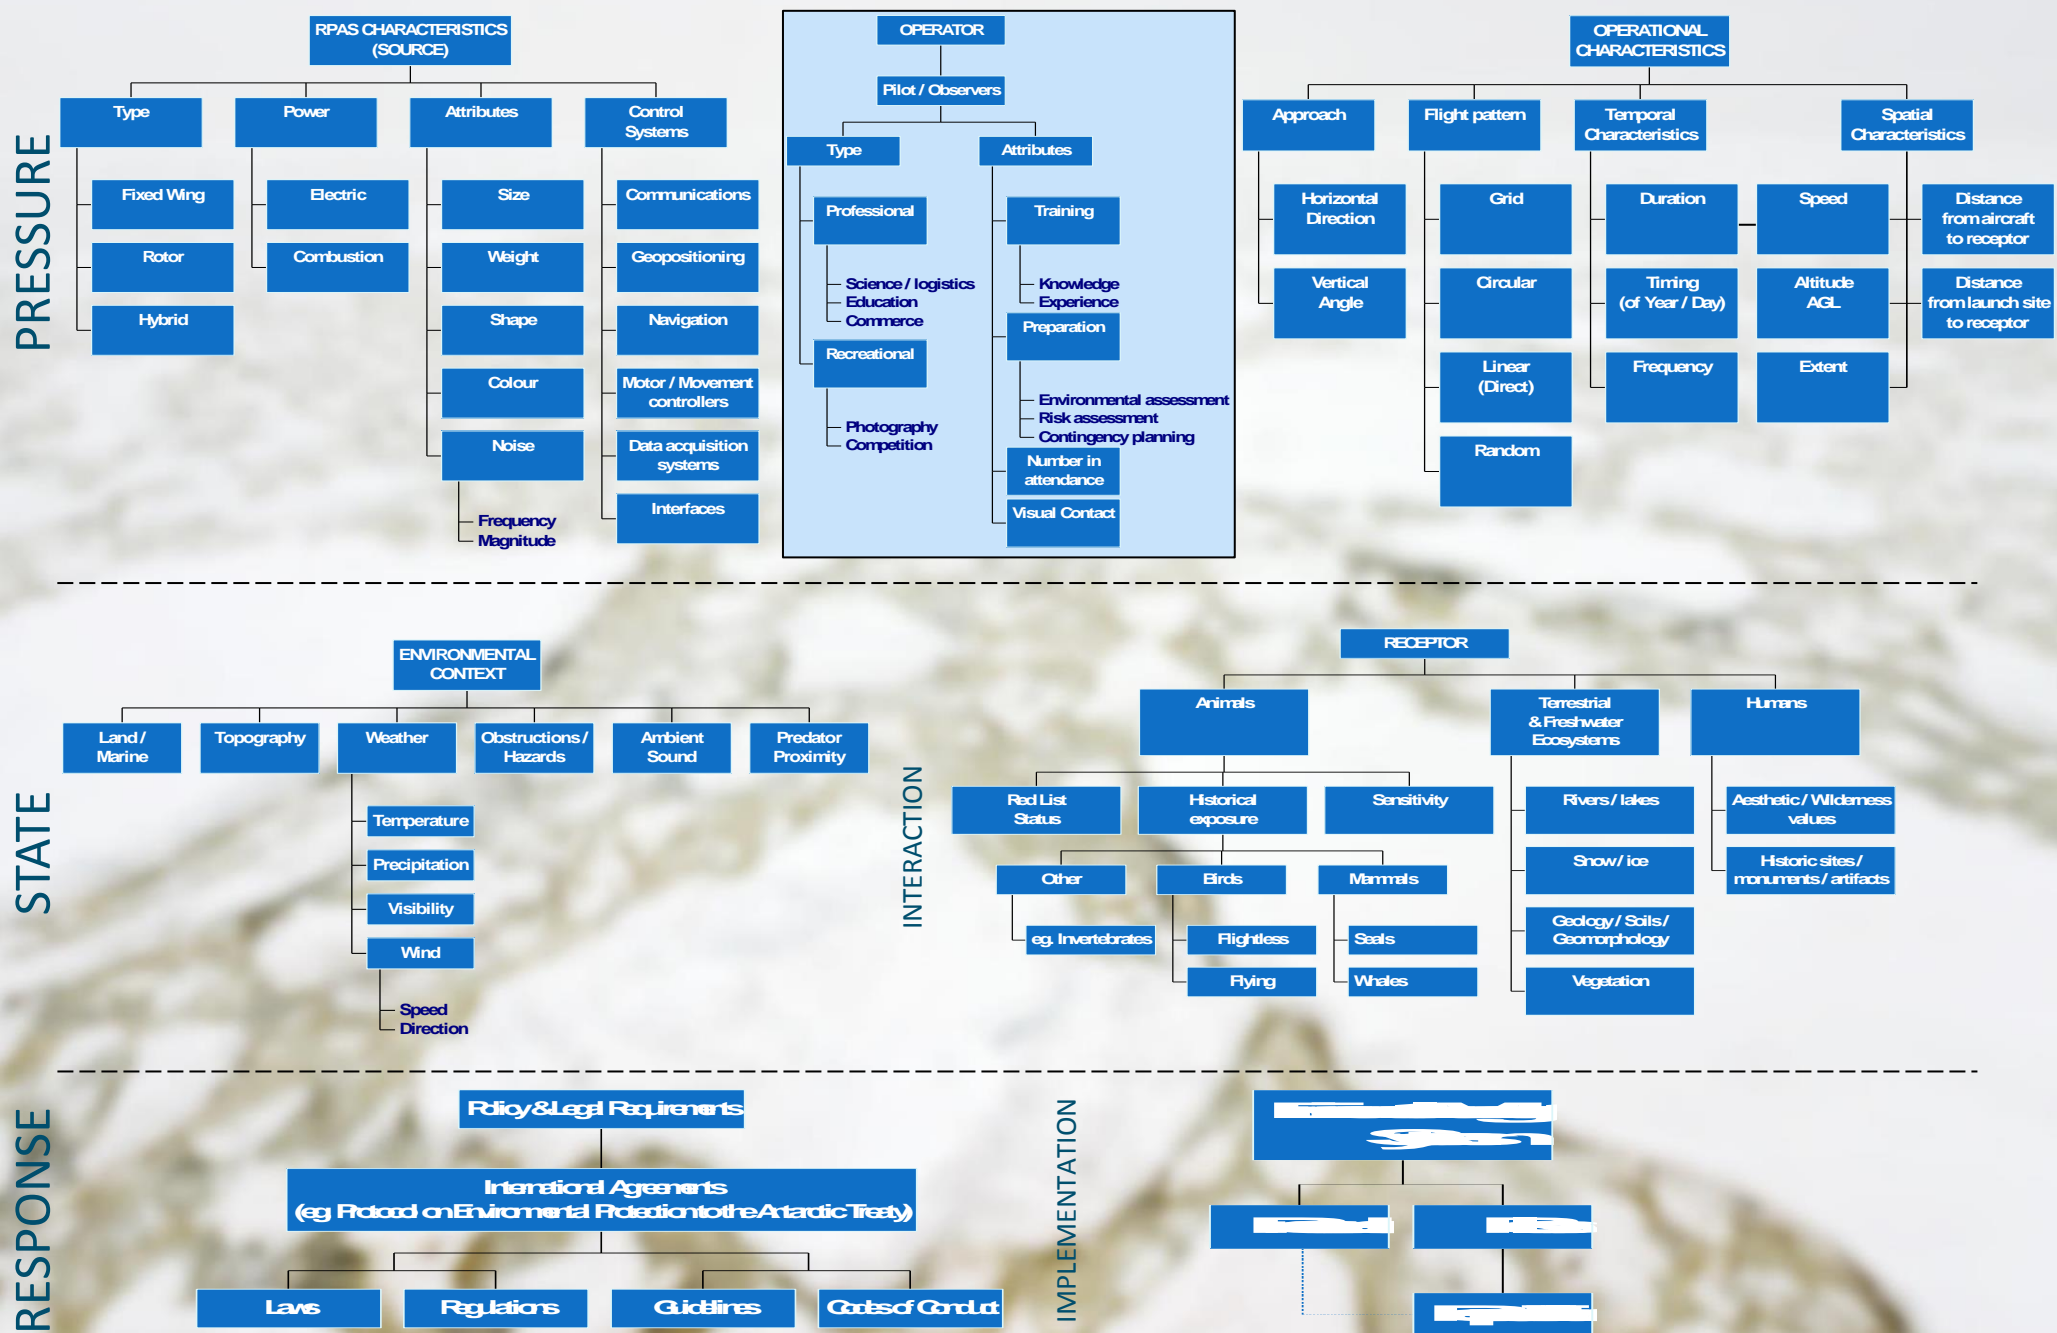 PRESSURE
RPAS CHARACTERISTICS
(SOURCE)
Type
Fixed Wing
Rotor
Hybrid
Power
Electric
Combustion
Attributes
Size
Weight
Shape
Colour
Noise
Frequency
Magnitude
Control
Systems
Communications
Geopositioning
Navigation
Motor / Movement
controllers
Data acquisition
systems
Interfaces
OPERATOR
Pilot / Observers
Type
Professional
Science / logistics
Education
Commerce
Recreational
Photography
Competition
Attributes
Training
Knowledge
Experience
Preparation
Environmental assessment
Risk assessment
Contingency planning
Number in
attendance
Visual Contact
OPERATIONAL
CHARACTERISTICS
Approach
Horizontal
Direction
Vertical
Angle
Flight pattern
Grid
Circular
Linear
(Direct)
Random
Temporal
Characteristics
Duration
Timing
(of Year / Day)
Frequency
Spatial
Characteristics
Speed
Altitude
AGL
Extent
Distance
from aircraft
to receptor
Distance
from launch site
to receptor
STATE
ENVIRONMENTAL
CONTEXT
Land /
Marine
Topography
Weather
Temperature
Precipitation
Visibility
Wind
Speed
Direction
Obstructions /
Hazards
Ambient
Sound
Predator
Proximity
INTERACTION
RECEPTOR
Animals
Red List
Status
Historical
exposure
Sensitivity
Other
eg. Invertebrates
Birds
Flightless
Flying
Mammals
Seals
Whales
Terrestrial
& Freshwater
Ecosystems
Rivers / lakes
Snow / ice
Geology / Soils /
Geomorphology
Vegetation
Humans
Aesthetic / Wilderness
values
Historic sites /
monuments / artifacts
RESPONSE
Policy & Legal Requirements
International Agreements
(eg Protocol on Environmental Protection to the Antarctic Treaty)
Laws
Regulations
Guidelines
Codes of Conduct
IMPLEMENTATION